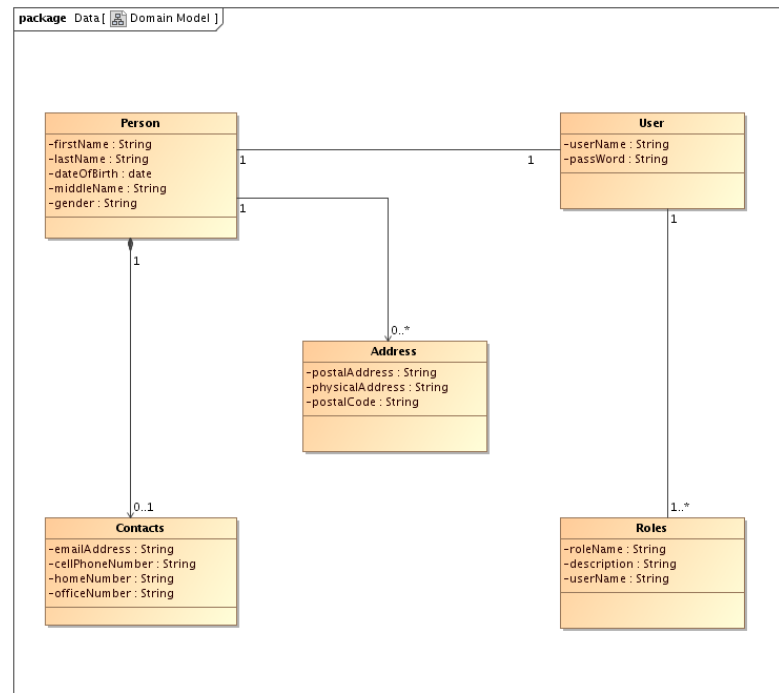 package Data [ Domain Model ]
Person
-firstName : String
-lastName : String
-dateOfBirth : date
-middleName : String
-gender : String
User
-userName : String
-passWord : String
1
1
1
1
1
0..*
Address
-postalAddress : String
-physicalAddress : String
-postalCode : String
0..1
Contacts
-emailAddress : String
-cellPhoneNumber : String
-homeNumber : String
-officeNumber : String
1..*
Roles
-roleName : String
-description : String
-userName : String